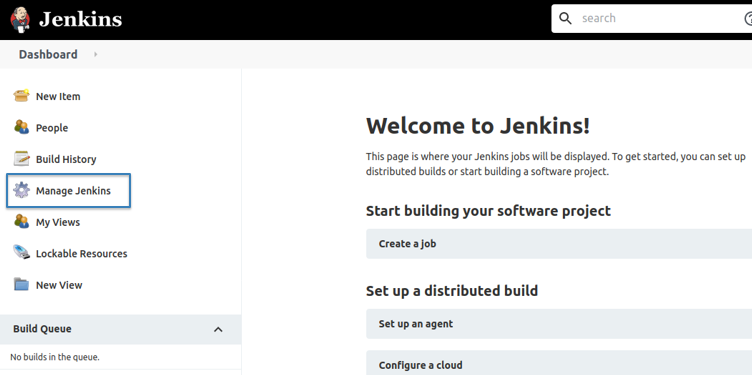 Jenkins
search
Dashboard
New Item
People
Build History
Manage Jenkins
My Views
Lockable Resources
New View
Build Queue
No builds in the queue.
Welcome to Jenkins!
This page is where your Jenkins jobs will be displayed. To get started, you can set up
distributed builds or start building a software project.
Start building your software project
Create a job
Set up a distributed build
Set up an agent
Configure a cloud